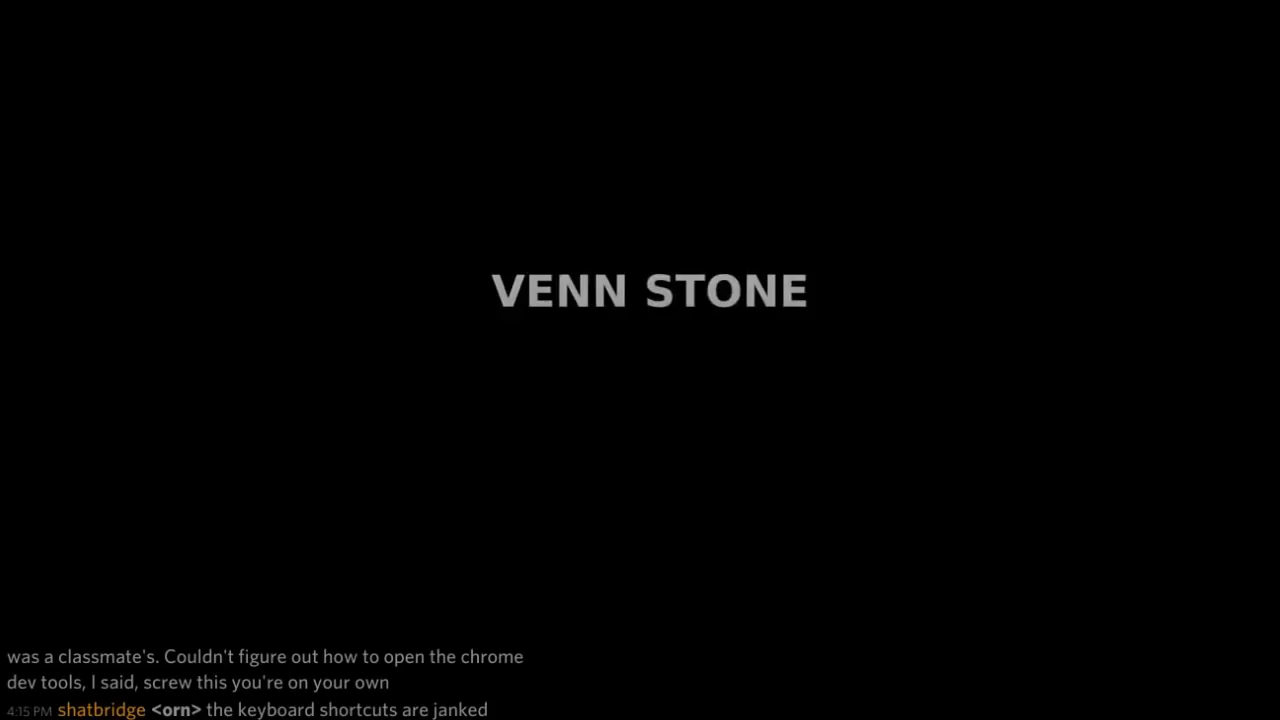 VENN STONE
was a classmate's. Couldn't figure out how to open the chrome
dev tools, I said, screw this you're on your own
4:15 PM shatbridge <orn> the keyboard shortcuts are janked